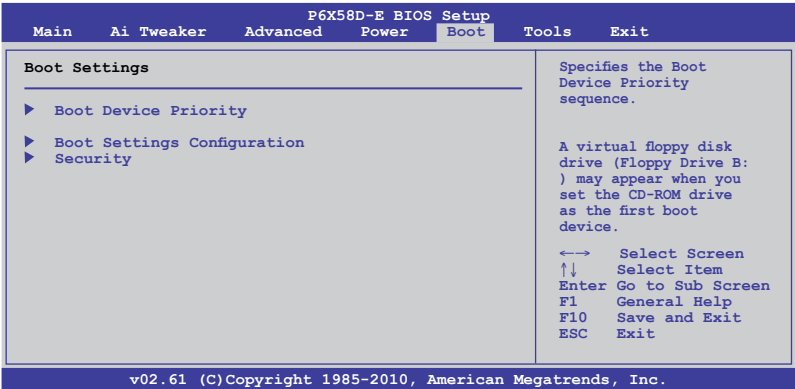 P6X58D-E BIOS Setup
Main Ai Tweaker Advanced Power Boot Tools Exit
Boot Settings
Boot Device Priority
Boot Settings Configuration
Security
Specifies the Boot
Device Priority
sequence.
A virtual floppy disk
drive (Floppy Drive B:
) may appear when you
set the CD-ROM drive
as the first boot
device.
←→ Select Screen
↑↓ Select Item
Enter Go to Sub Screen
F1 General Help
F10 Save and Exit
ESC Exit
v02.61 (C)Copyright 1985-2010, American Megatrends, Inc.